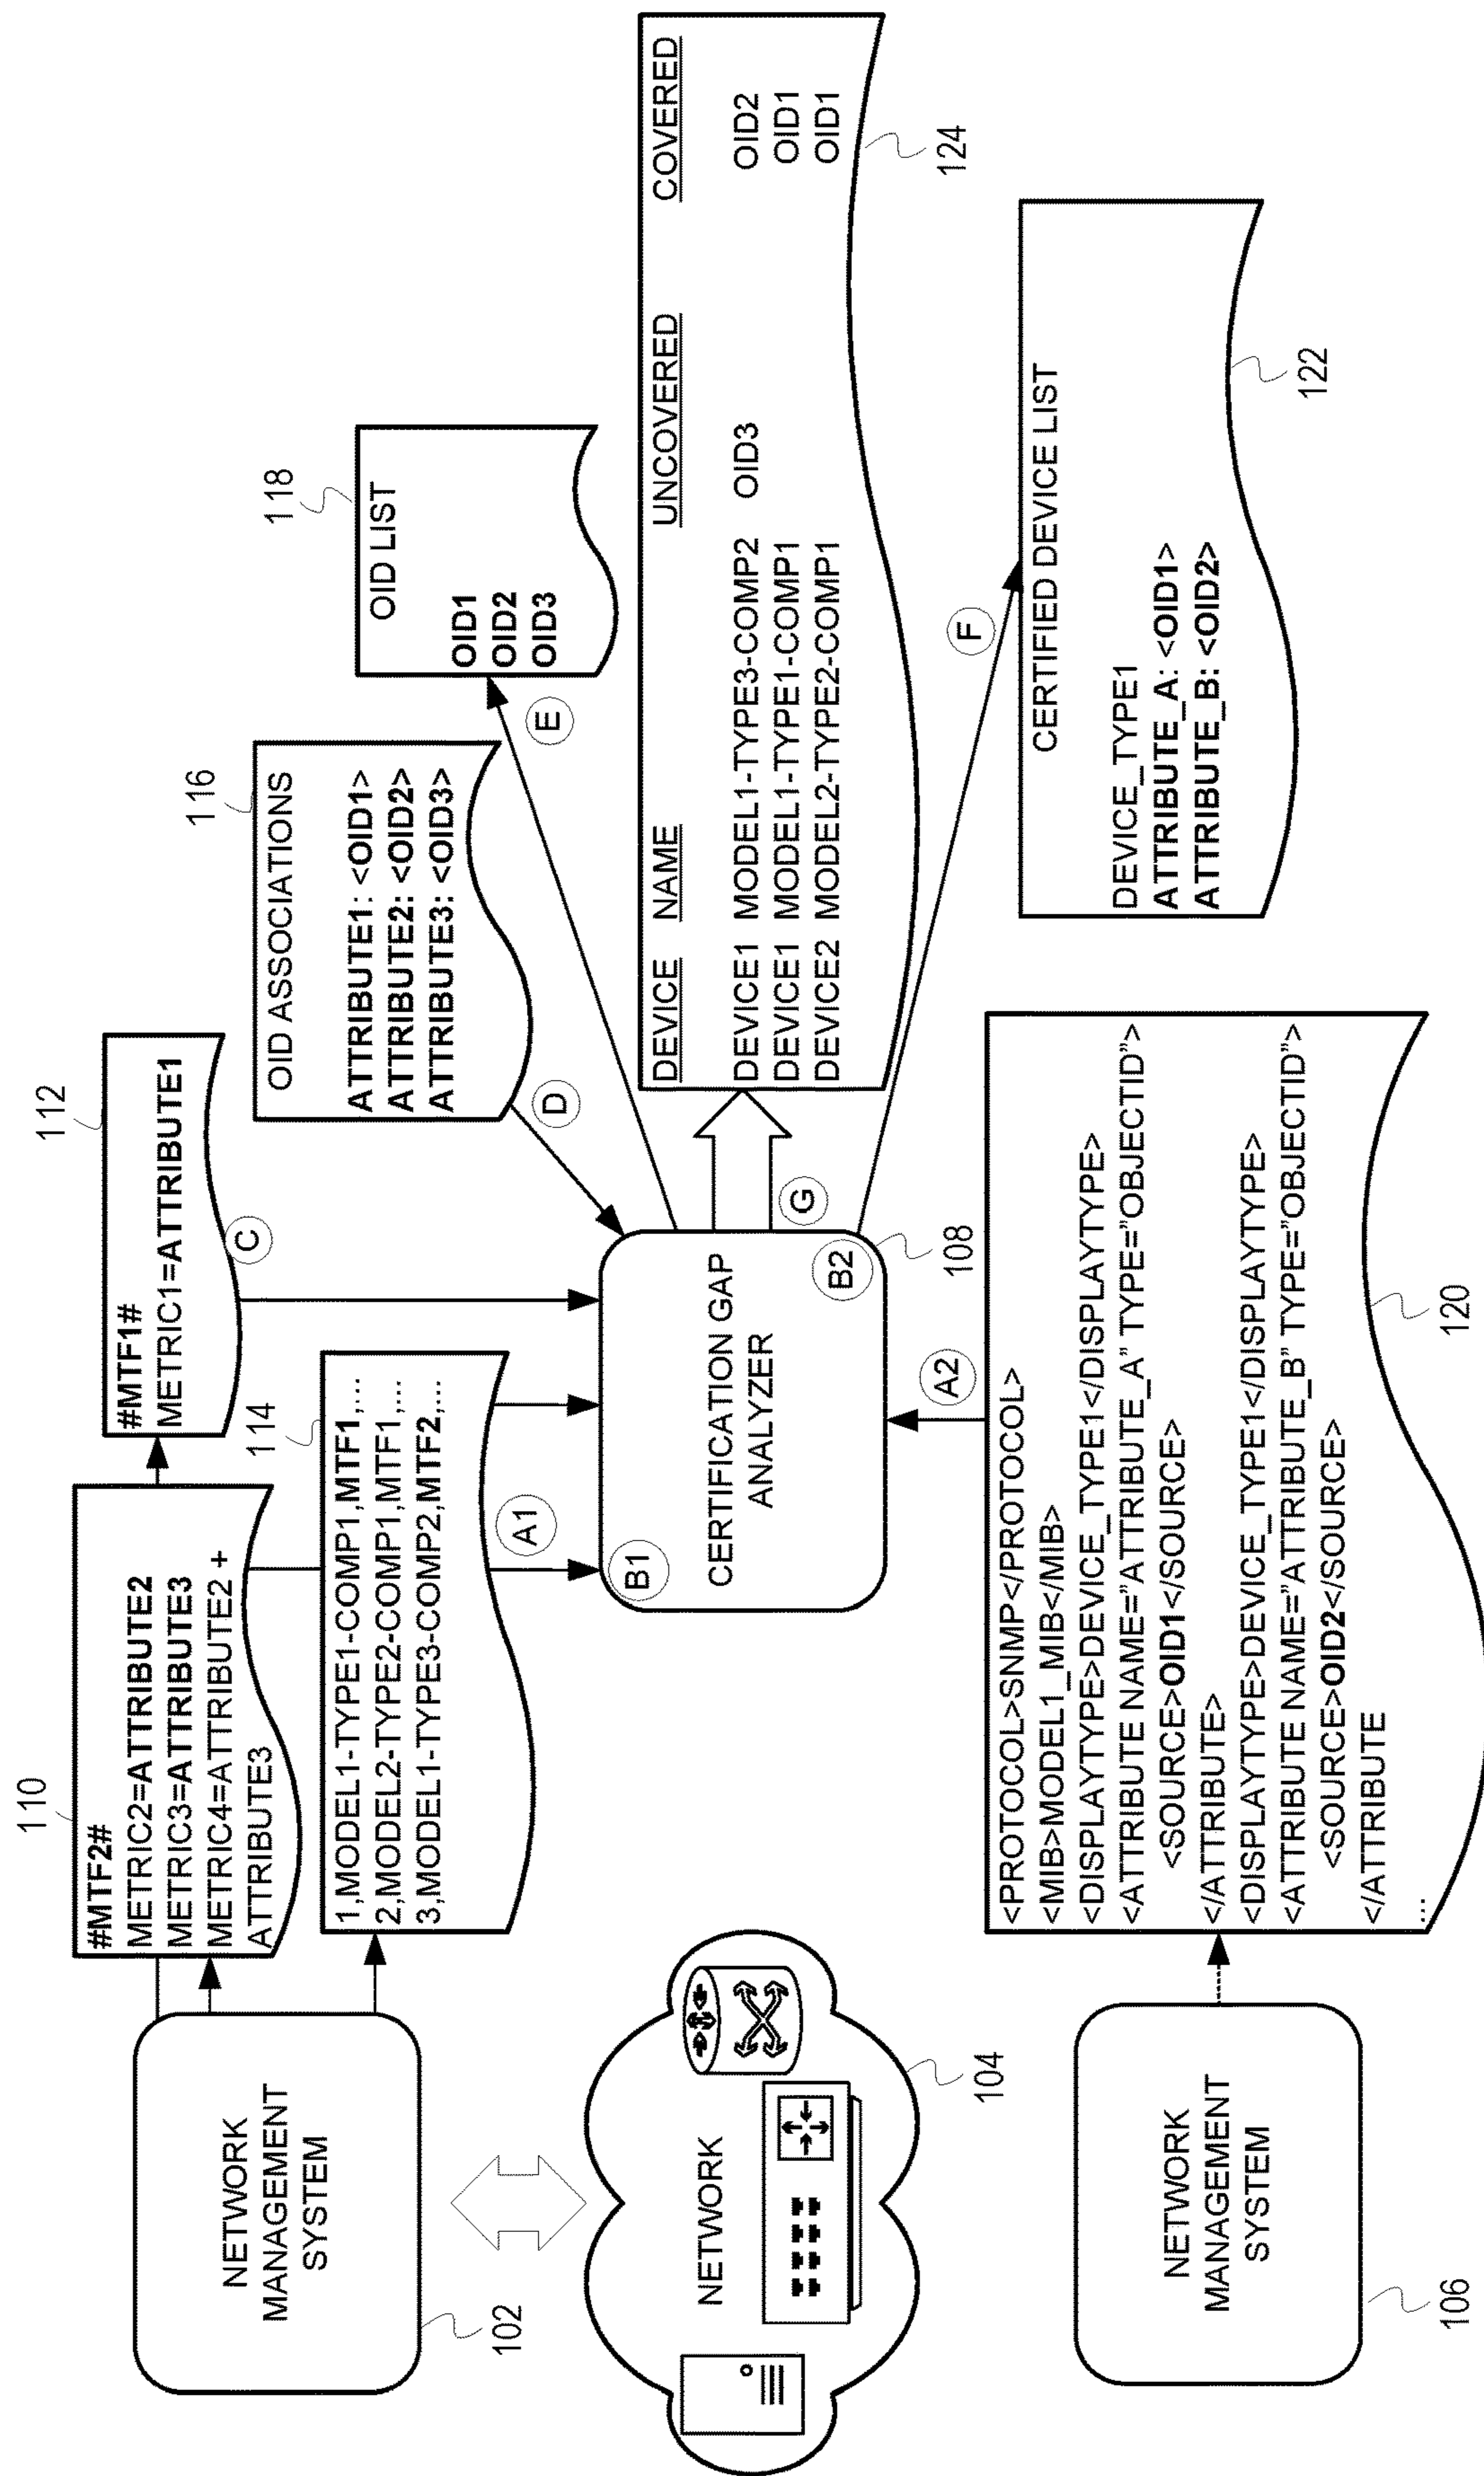 NETWORK
MANAGEMENT
SYSTEM
102
110
#MTF2#
METRIC2=ATTRIBUTE2
METRIC3=ATTRIBUTE3
METRIC4=ATTRIBUTE2 +
ATTRIBUTE3
112
#MTF1#
METRIC1=ATTRIBUTE1
C
114
1,MODEL1-TYPE1-COMP1,MTF1,...
2,MODEL2-TYPE2-COMP1,MTF1,...
3,MODEL1-TYPE3-COMP2,MTF2,...
A1
116
OID ASSOCIATIONS
ATTRIBUTE1: <OID1>
ATTRIBUTE2: <OID2>
ATTRIBUTE3: <OID3>
D
118
OID LIST
OID1
OID2
OID3
E
NETWORK
104
B1
CERTIFICATION GAP
ANALYZER
B2
108
G
DEVICE NAME UNCOVERED COVERED
DEVICE1 MODEL1-TYPE3-COMP2 OID3 OID2
DEVICE1 MODEL1-TYPE1-COMP1 OID1
DEVICE2 MODEL2-TYPE2-COMP1 OID1
124
F
A2
NETWORK
MANAGEMENT
SYSTEM
106
<PROTOCOL>SNMP</PROTOCOL>
<MIB>MODEL1_MIB</MIB>
<DISPLAYTYPE>DEVICE_TYPE1</DISPLAYTYPE>
<ATTRIBUTE NAME="ATTRIBUTE_A" TYPE="OBJECTID">
<SOURCE>OID1</SOURCE>
</ATTRIBUTE>
<DISPLAYTYPE>DEVICE_TYPE1</DISPLAYTYPE>
<ATTRIBUTE NAME="ATTRIBUTE_B" TYPE="OBJECTID">
<SOURCE>OID2</SOURCE>
</ATTRIBUTE
...
120
CERTIFIED DEVICE LIST
DEVICE_TYPE1
ATTRIBUTE_A: <OID1>
ATTRIBUTE_B: <OID2>
122